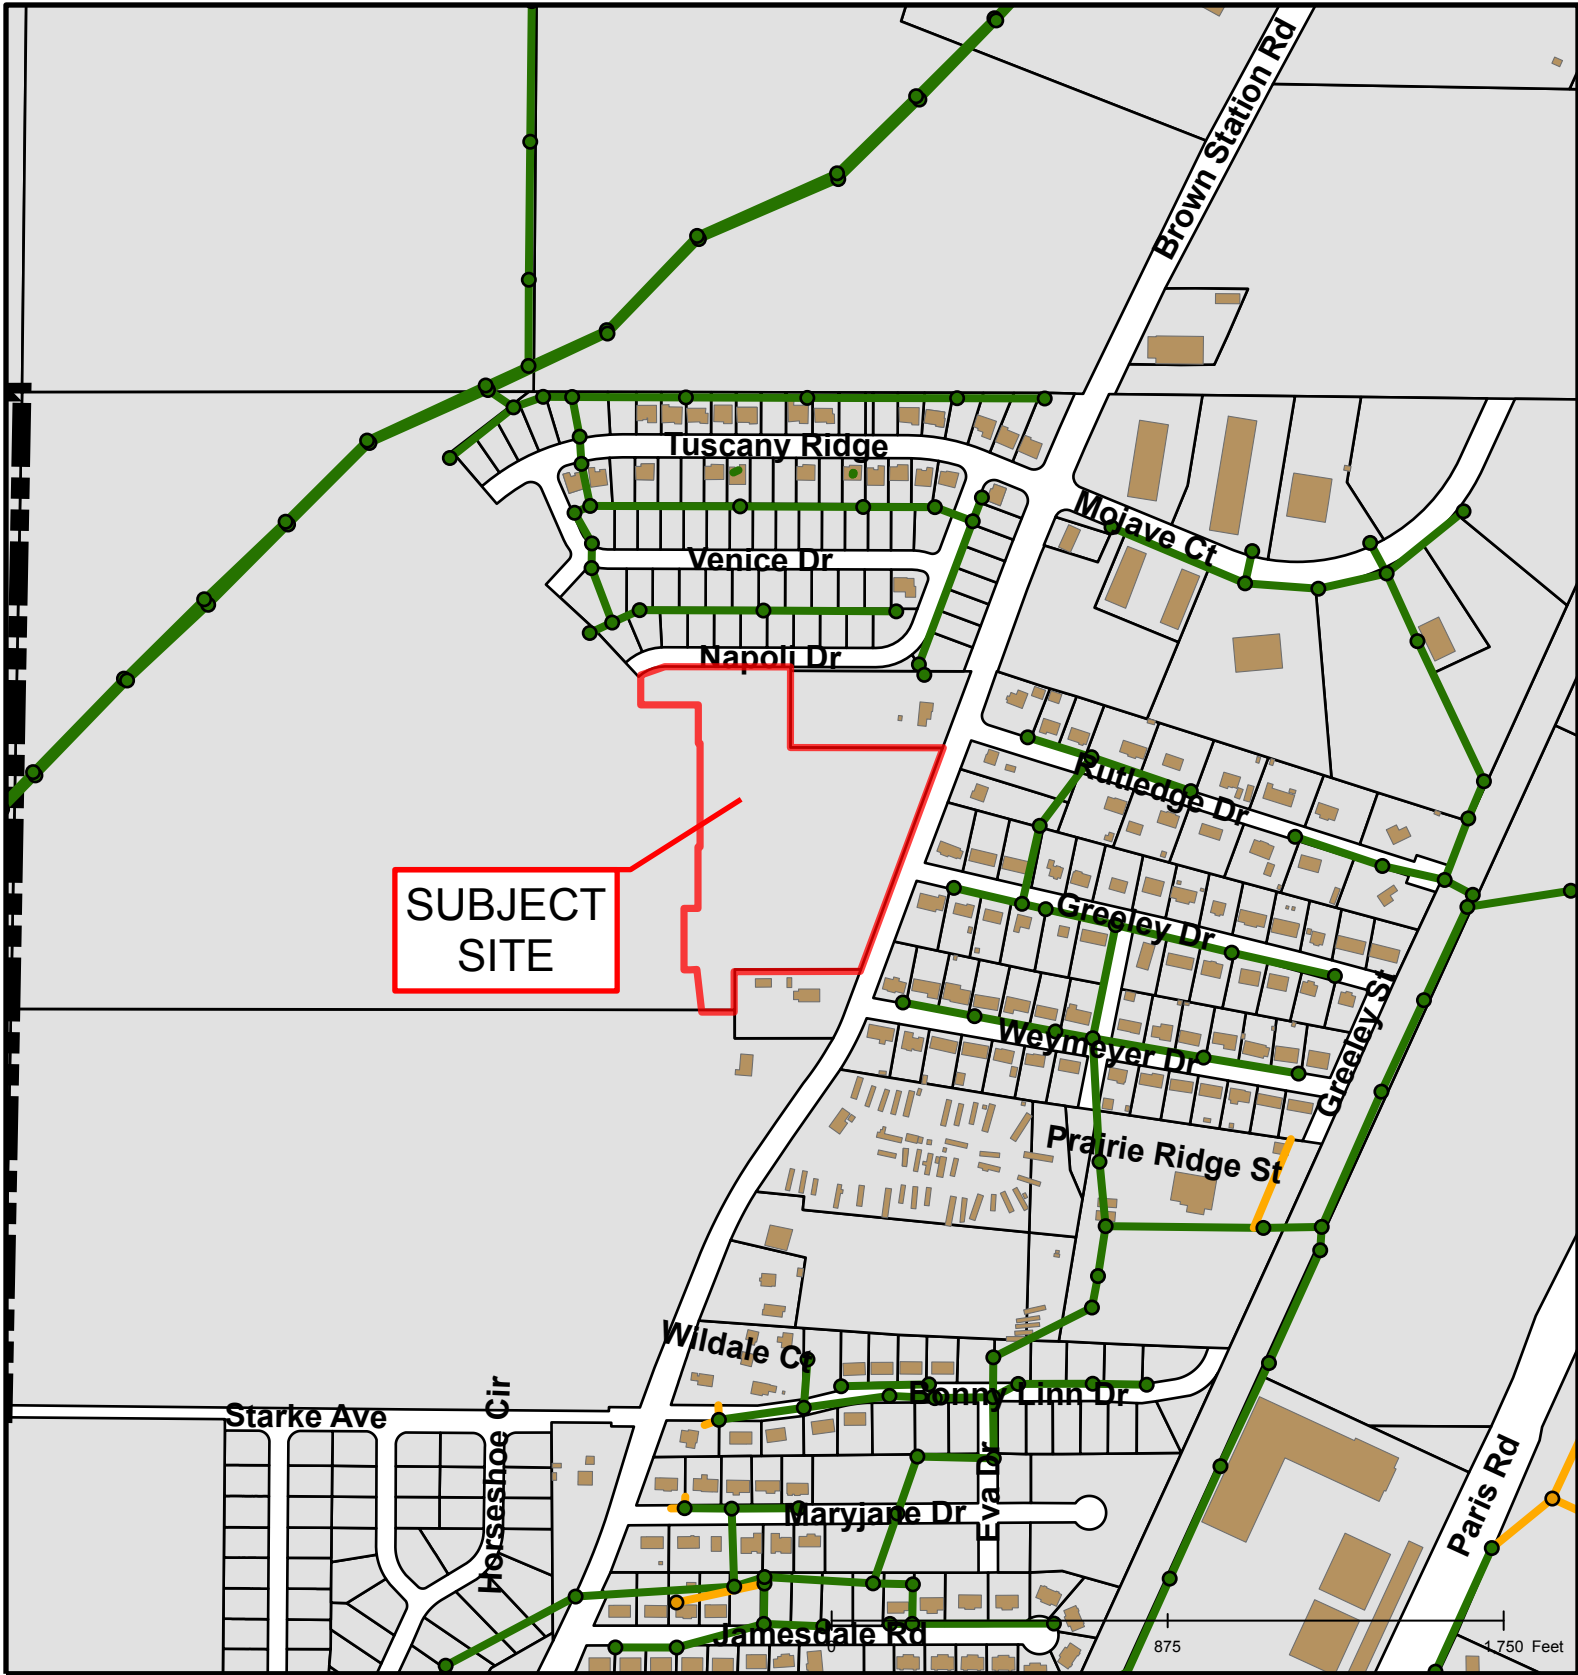 Brown Station Rd
Tuscany Ridge
Mojave Ct
Venice Dr
Napoli Dr
Rutledge Dr
SUBJECT
SITE
Greeley Dr
Greeley St
Weymeyer Dr
Prairie Ridge St
Wildale Ct
Bonny Linn Dr
Starke Ave
Horseshoe Cir
Eva Dr
Maryjane Dr
Paris Rd
Jamesdale Rd
0 875 1,750 Feet